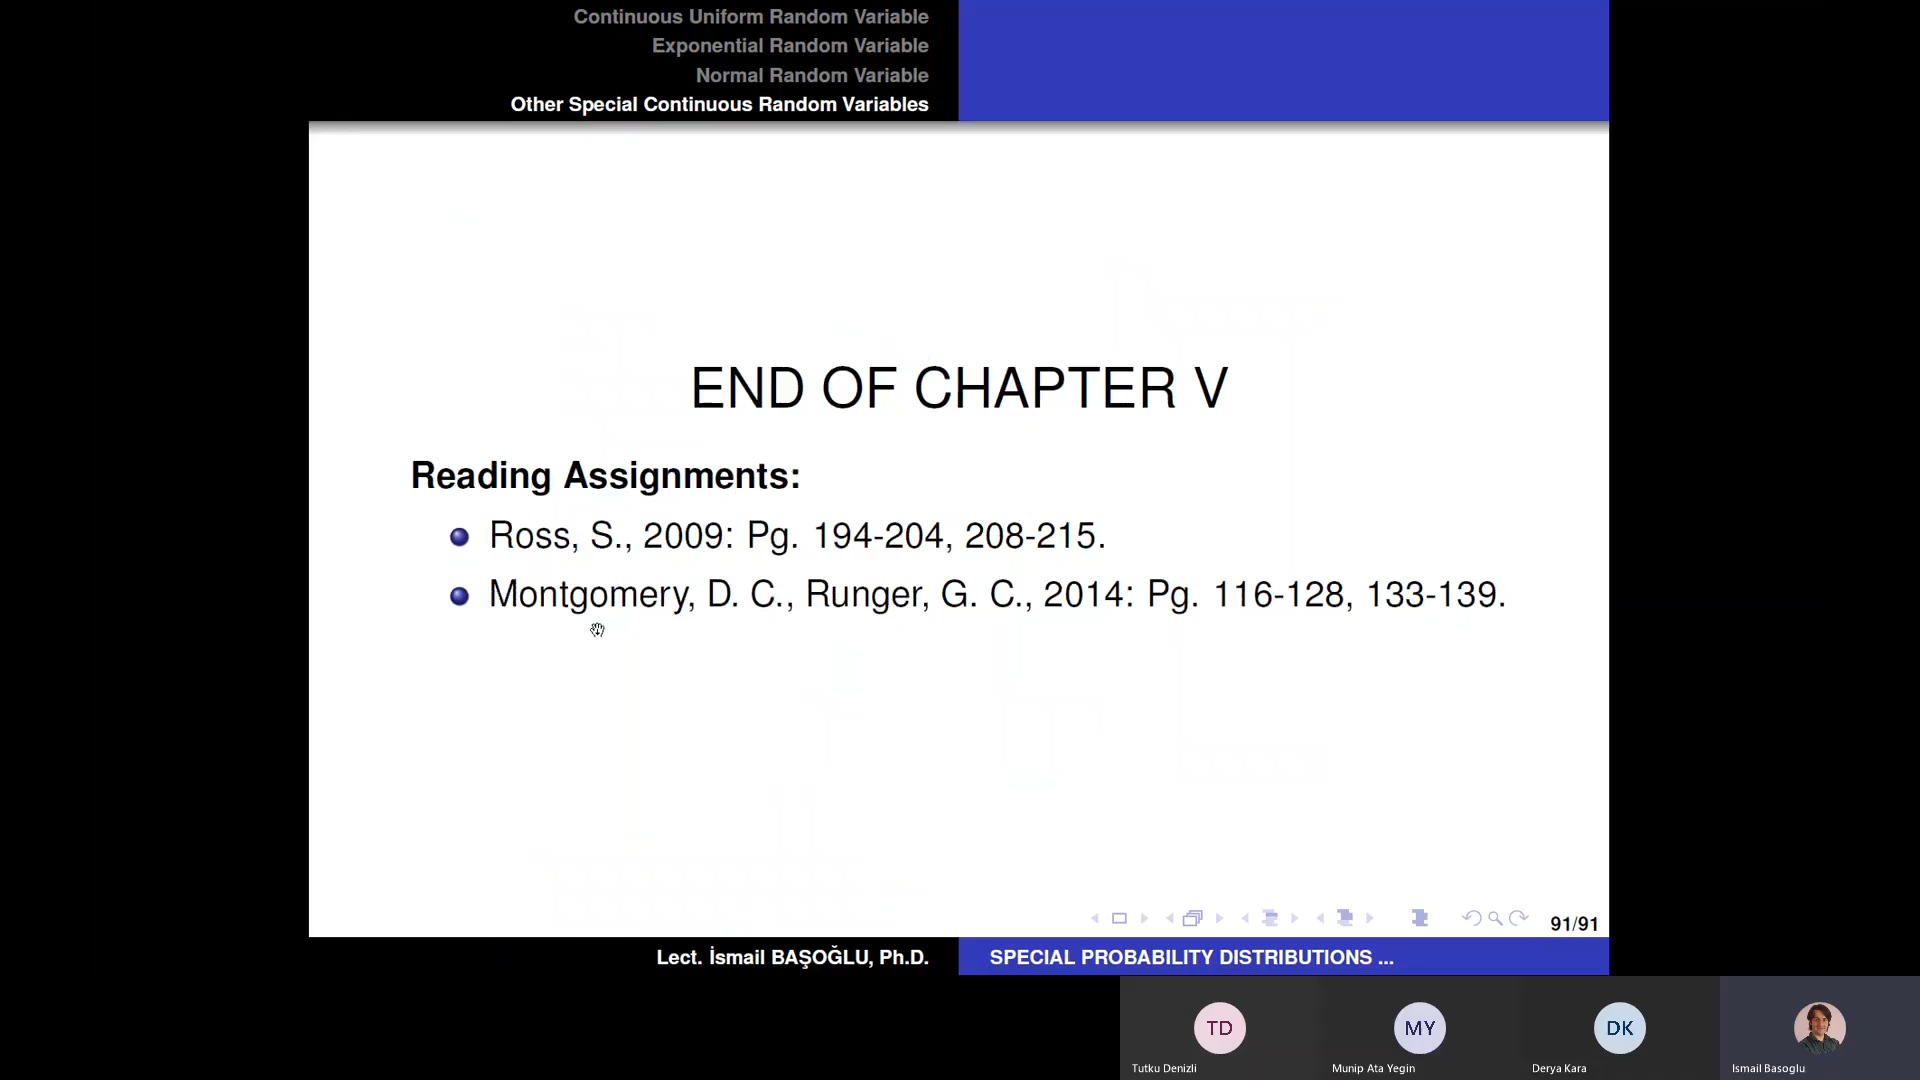 Continuous Uniform Random Variable
Exponential Random Variable
Normal Random Variable
Other Special Continuous Random Variables
END OF CHAPTER V
Reading Assignments:
Ross, S., 2009: Pg. 194-204, 208-215.
Montgomery, D. C., Runger, G. C., 2014: Pg. 116-128, 133-139.
91/91
Lect. İsmail BAŞOĞLU, Ph.D.
SPECIAL PROBABILITY DISTRIBUTIONS ...
TD
MY
DK
Tutku Denizli
Munip Ata Yegin
Derya Kara
Ismail Basoglu